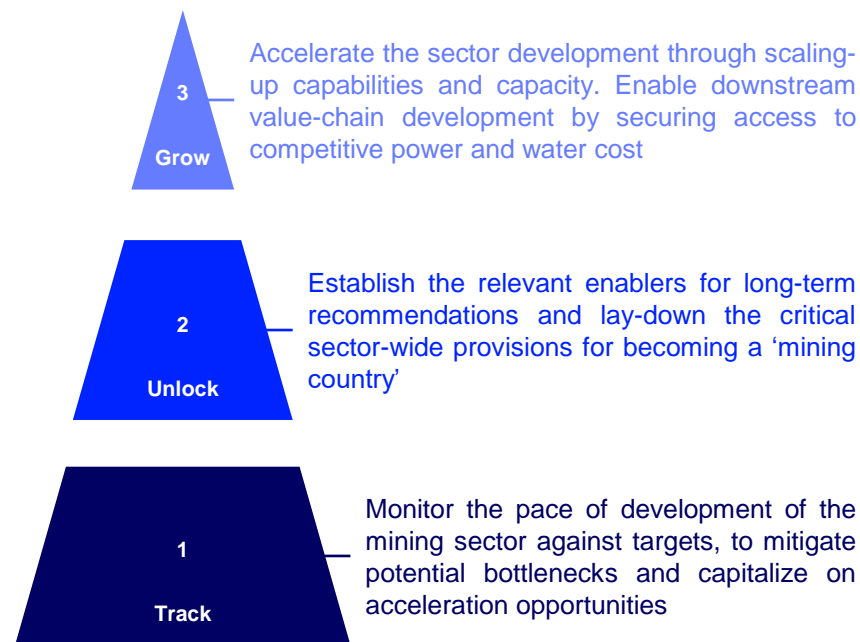 3
Grow
Accelerate the sector development through scaling-
up capabilities and capacity. Enable downstream
value-chain development by securing access to
competitive power and water cost
2
Unlock
Establish the relevant enablers for long-term
recommendations and lay-down the critical
sector-wide provisions for becoming a ‘mining
country’
1
Track
Monitor the pace of development of the
mining sector against targets, to mitigate
potential bottlenecks and capitalize on
acceleration opportunities